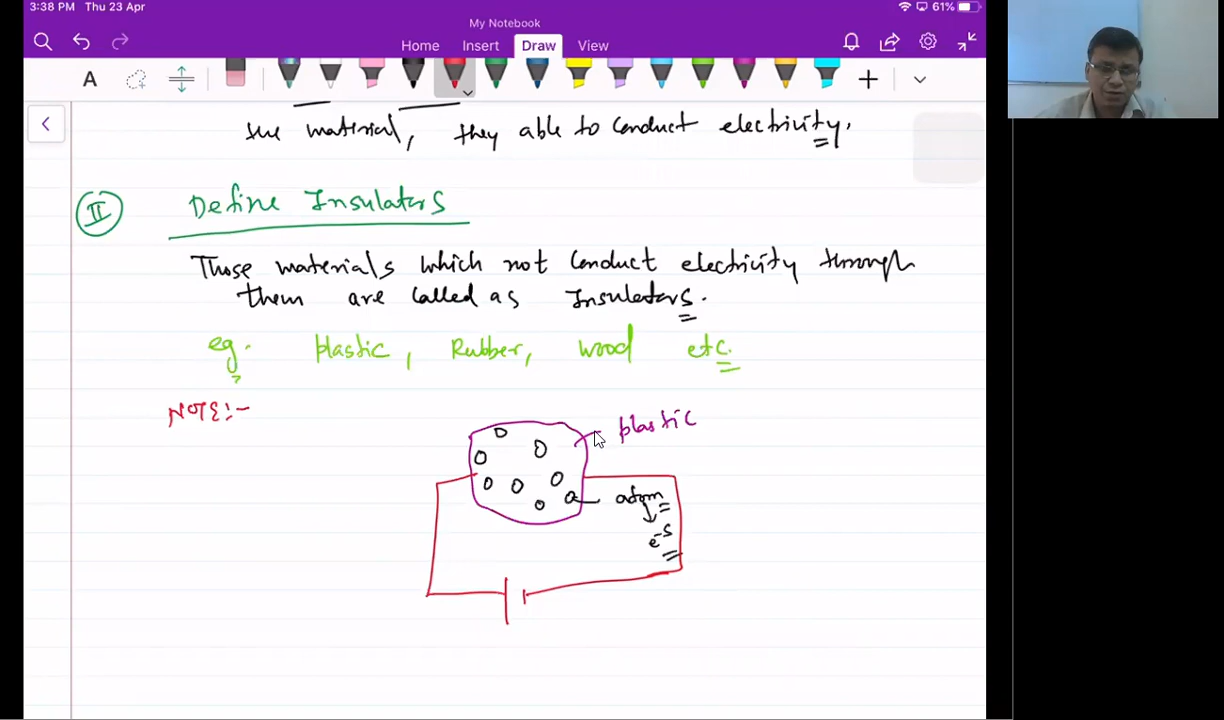 3:38 PM Thu 23 Apr
61%
My Notebook
Home Insert Draw View
A
the material, they able to conduct electricity.
II Define Insulators
Those materials which not conduct electricity through
them are called as Insulators.
eg. plastic, Rubber, wood etc.
NOTE:-
plastic
atom
e-s